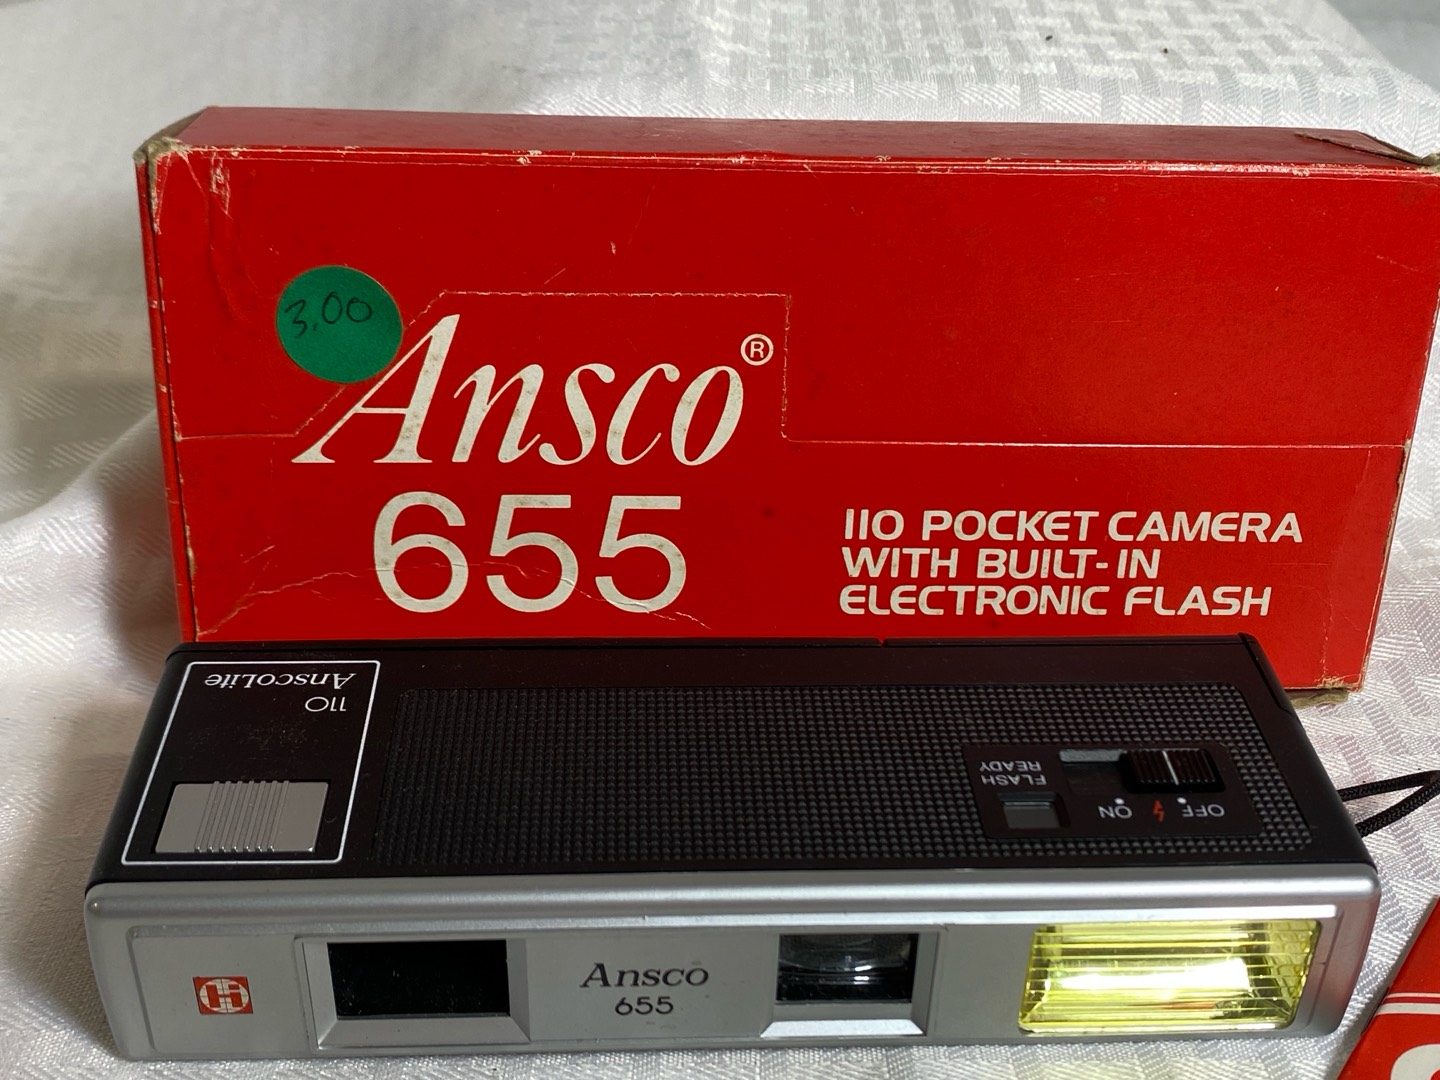 3.00
Ansco®
655
110 POCKET CAMERA
WITH BUILT-IN
ELECTRONIC FLASH
110
AnscoLite
FLASH
READY
OFF ON
Ansco
655